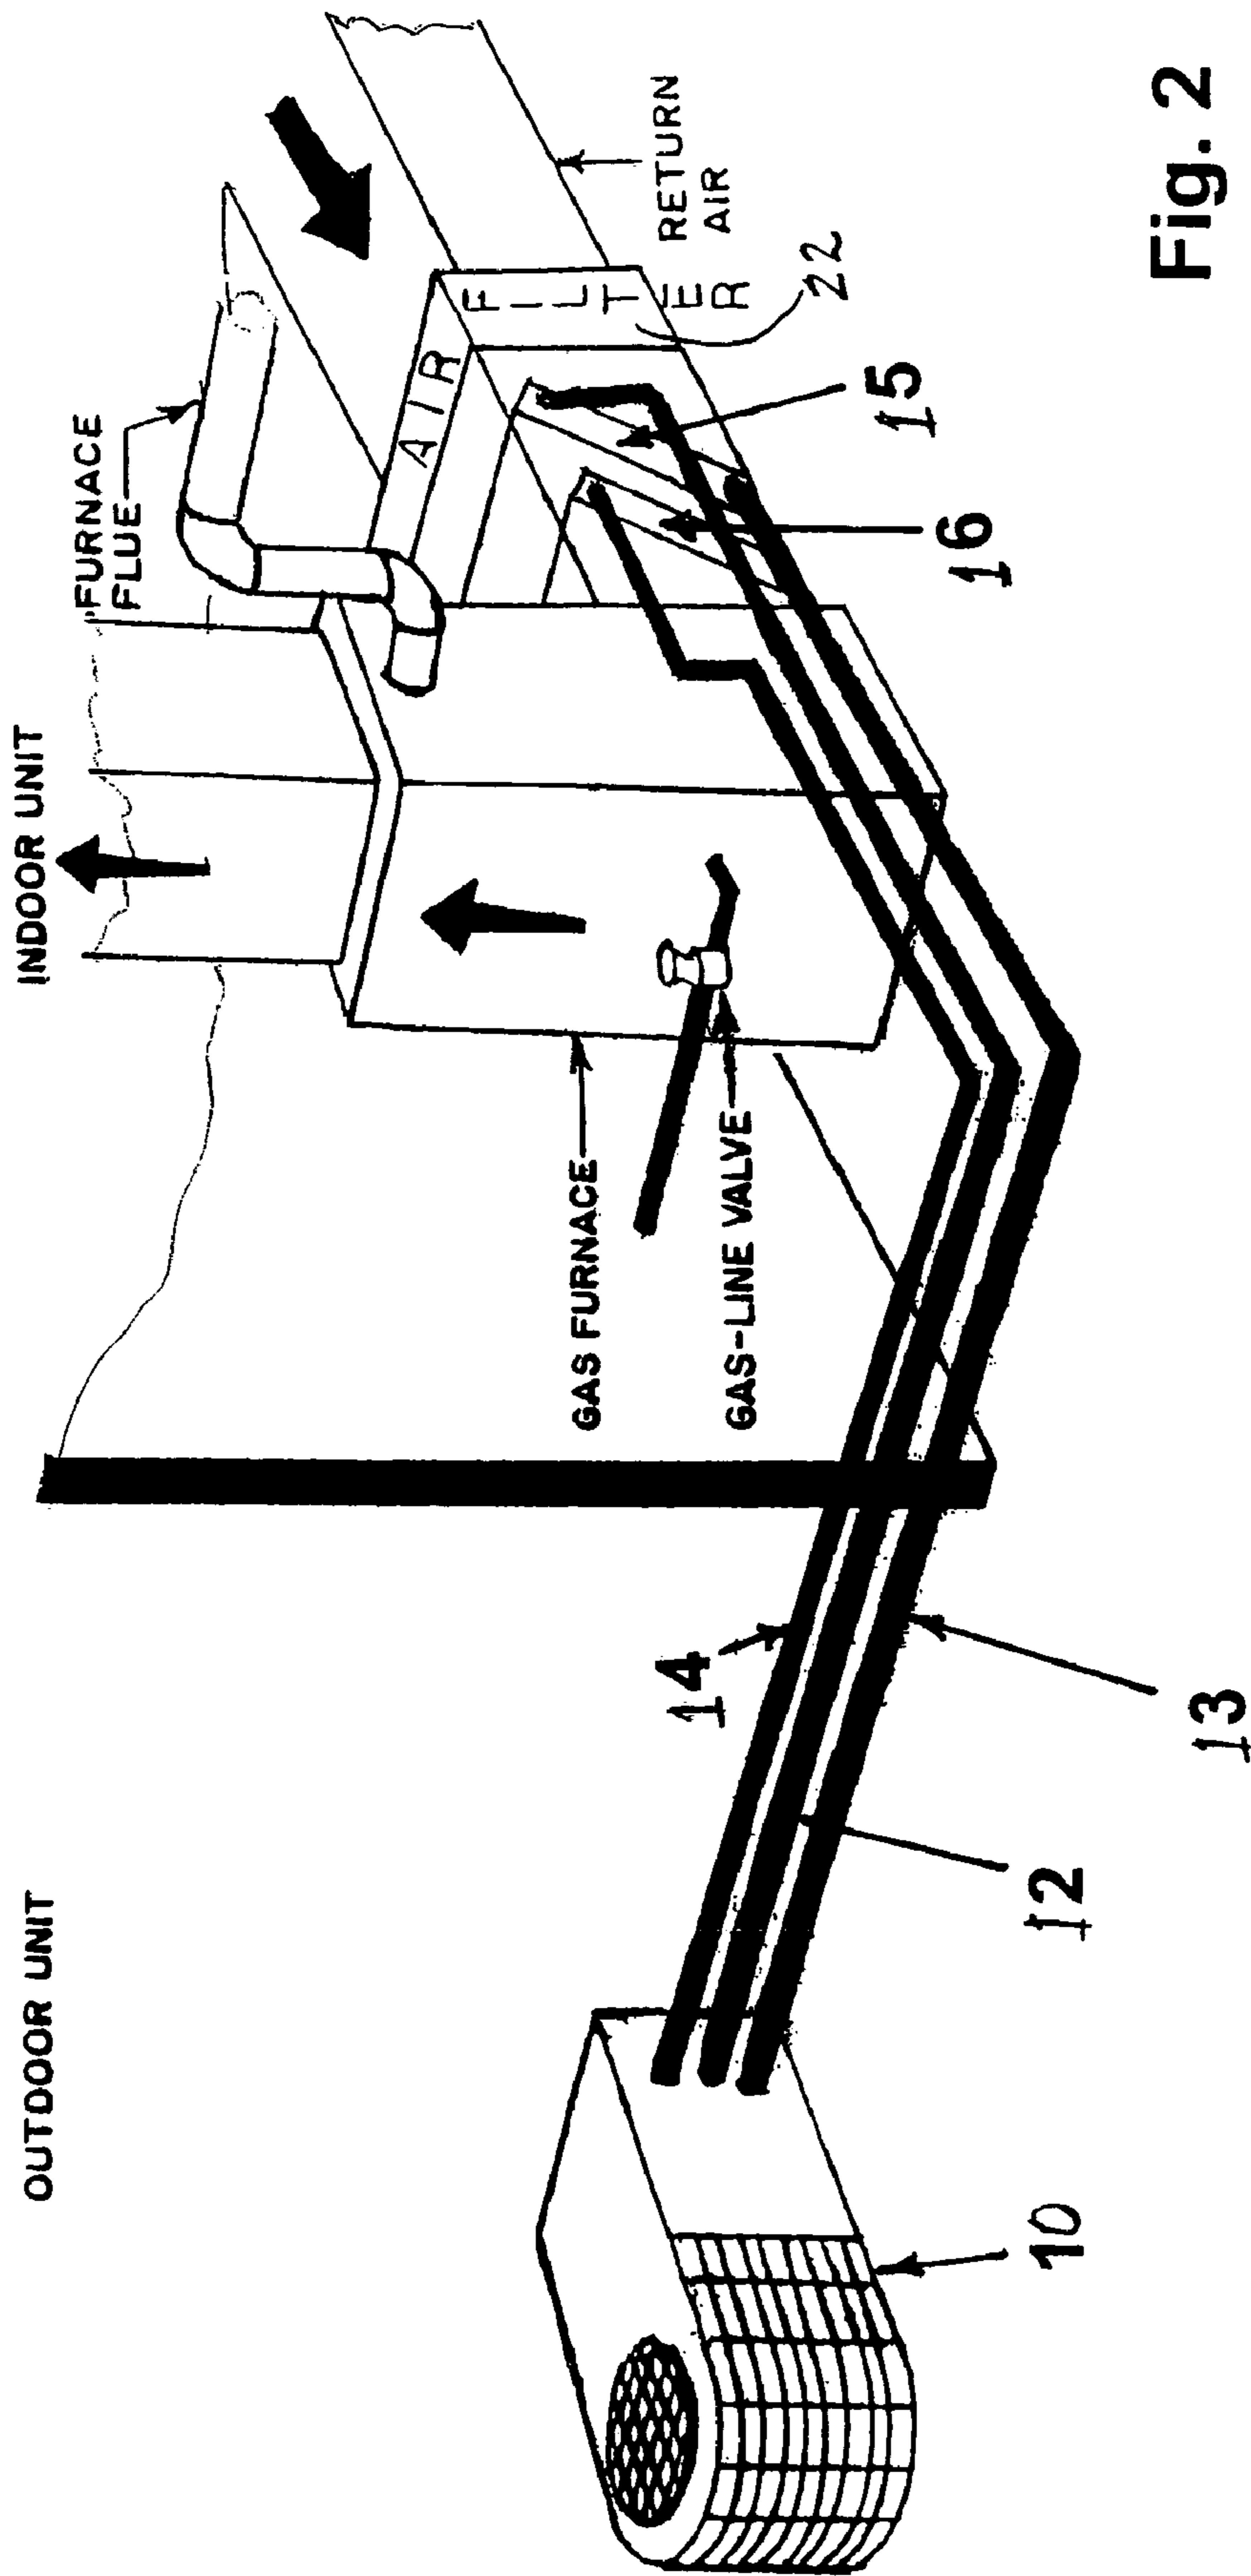 OUTDOOR UNIT
INDOOR UNIT
FURNACE
FLUE
AIR
FILTER
RETURN
AIR
22
GAS FURNACE
GAS-LINE VALVE
15
16
14
12
13
10
Fig. 2